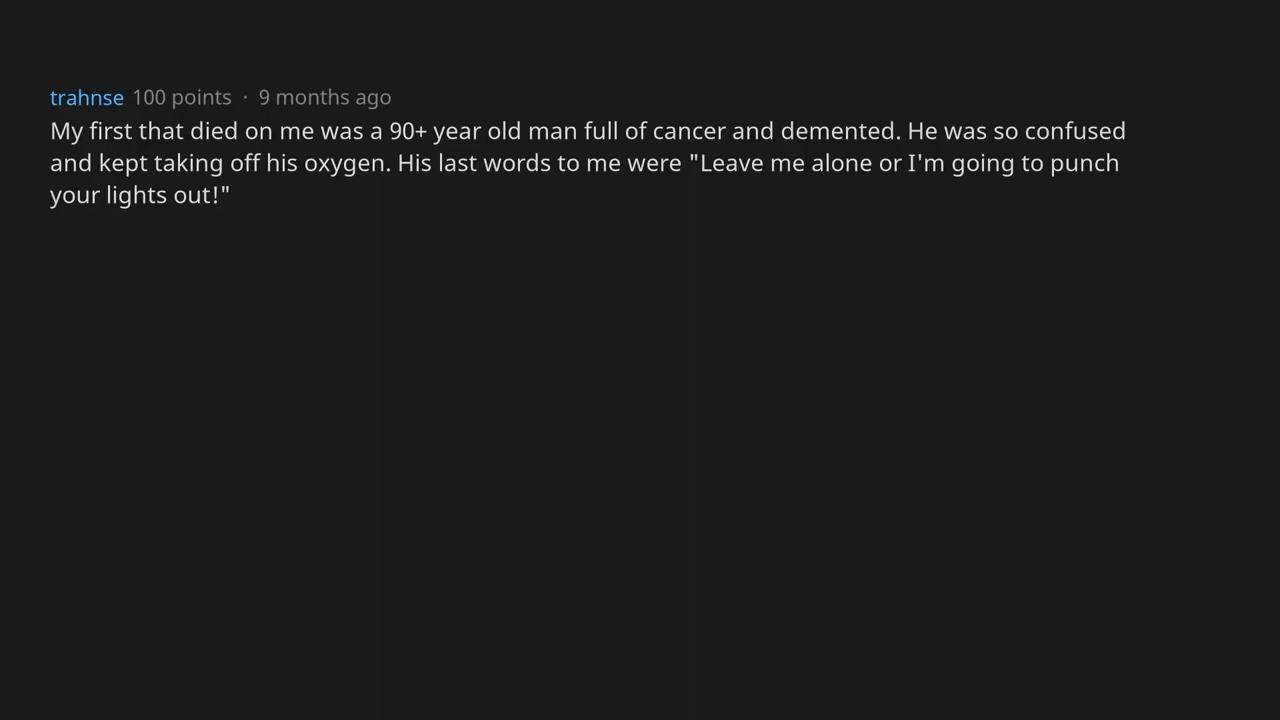 trahnse 100 points · 9 months ago
My first that died on me was a 90+ year old man full of cancer and demented. He was so confused
and kept taking off his oxygen. His last words to me were "Leave me alone or I'm going to punch
your lights out!"